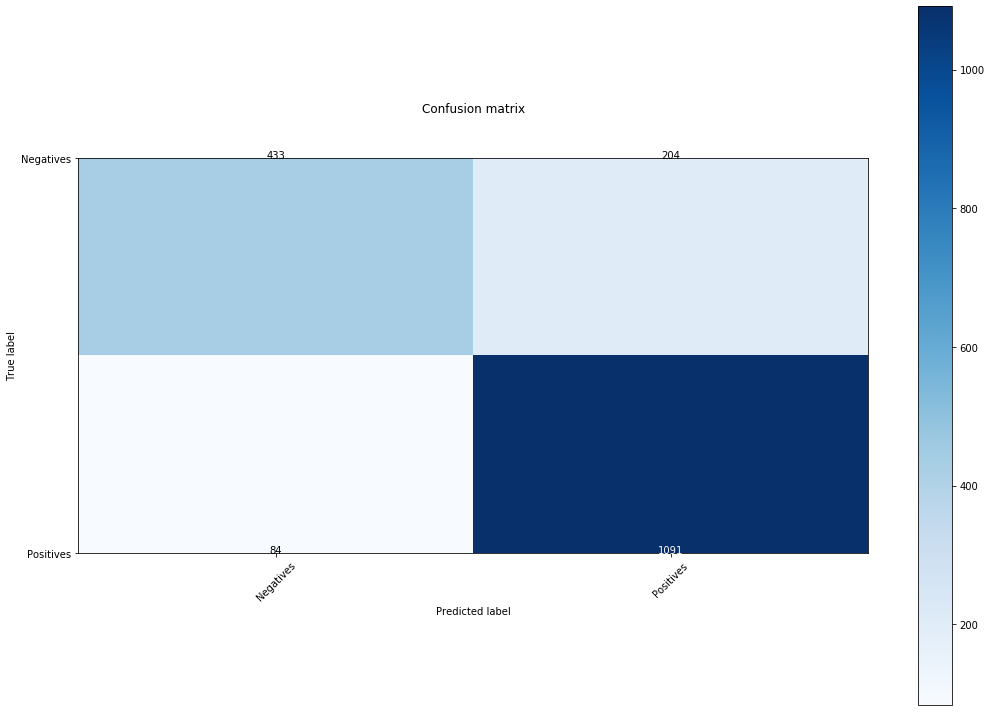 Confusion matrix
Negatives
433
204
Positives
84
1091
Negatives
Positives
True label
Predicted label
1000
800
600
400
200